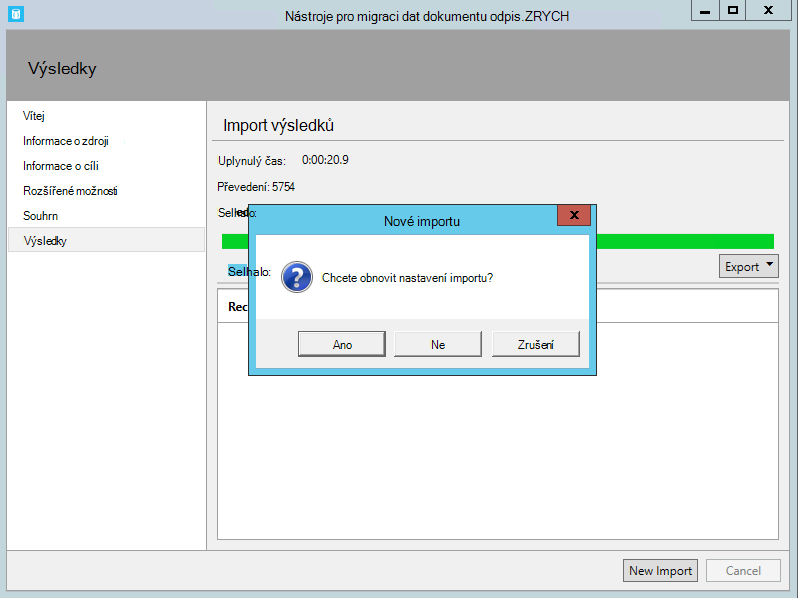 Nástroje pro migraci dat dokumentu odpis.ZRYCH
Výsledky
Vítej
Informace o zdroji
Informace o cíli
Rozšířené možnosti
Souhrn
Výsledky
Import výsledků
Uplynulý čas: 0:00:20.9
Převedení: 5754
Selhalo:
Selhalo:
Export
Rec
Nové importu
Chcete obnovit nastavení importu?
Ano
Ne
Zrušení
New Import
Cancel